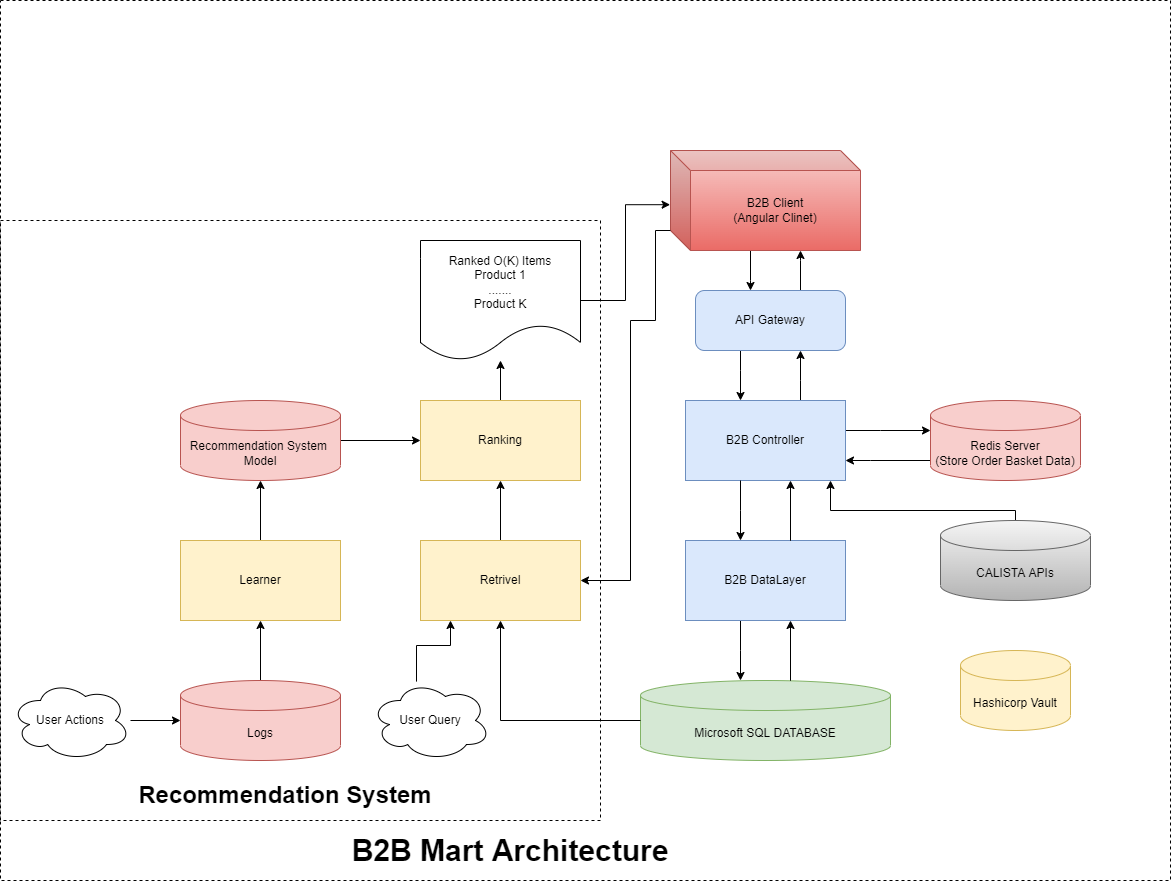 B2B Client
(Angular Clinet)
Ranked O(K) Items
Product 1
.......
Product K
API Gateway
Recommendation System
Model
Ranking
B2B Controller
Redis Server
(Store Order Basket Data)
Learner
Retrivel
B2B DataLayer
CALISTA APIs
User Actions
Logs
User Query
Microsoft SQL DATABASE
Hashicorp Vault
Recommendation System
B2B Mart Architecture